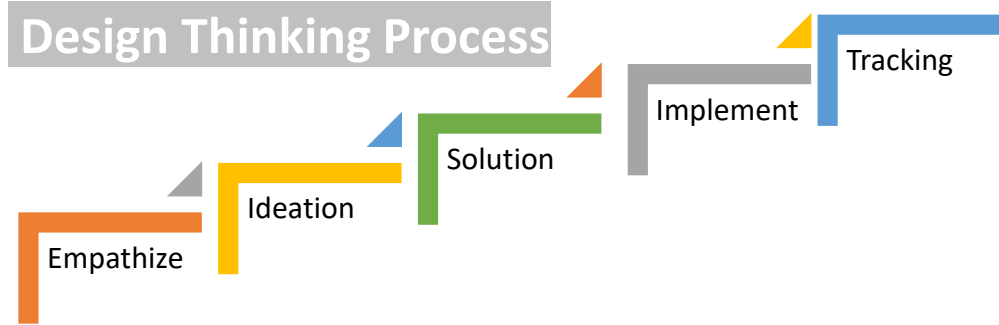 Design Thinking Process
Empathize
Ideation
Solution
Implement
Tracking